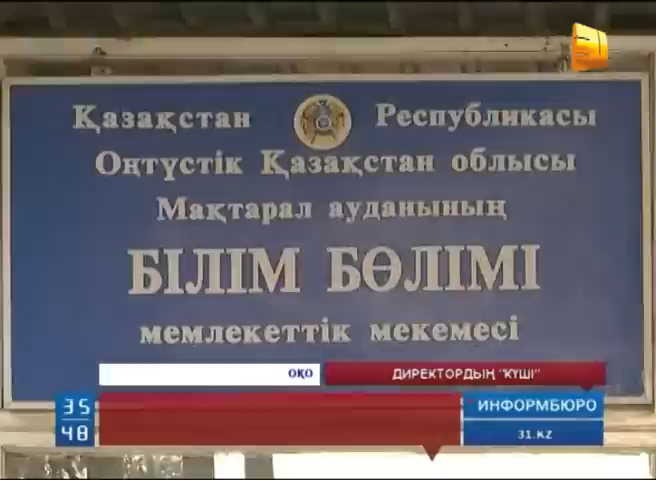 Қазақстан Республикасы
Оңтүстік Қазақстан облысы
Мақтарал ауданының
БІЛІМ БӨЛІМІ
мемлекеттік мекемесі
ОҚО
ДИРЕКТОРДЫҢ "КҮШІ"
35
48
ИНФОРМБЮРО
31.KZ